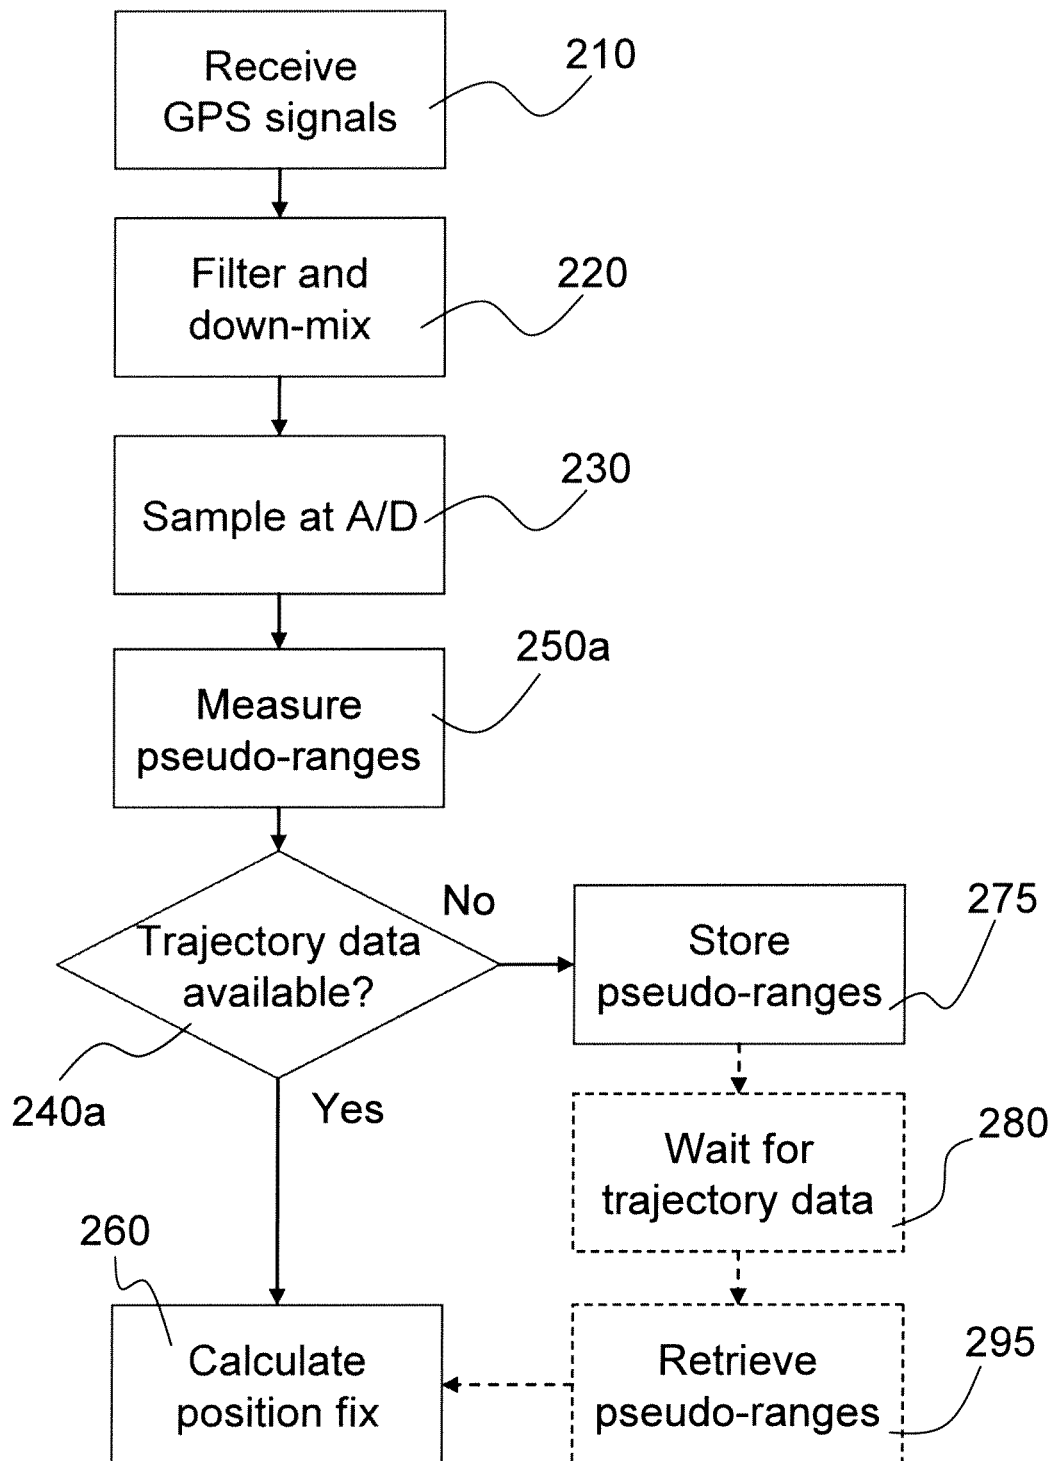 Receive
GPS signals
210
Filter and
down-mix
220
Sample at A/D
230
Measure
pseudo-ranges
250a
Trajectory data
available?
240a
No
Yes
Store
pseudo-ranges
275
Wait for
trajectory data
280
Retrieve
pseudo-ranges
295
Calculate
position fix
260